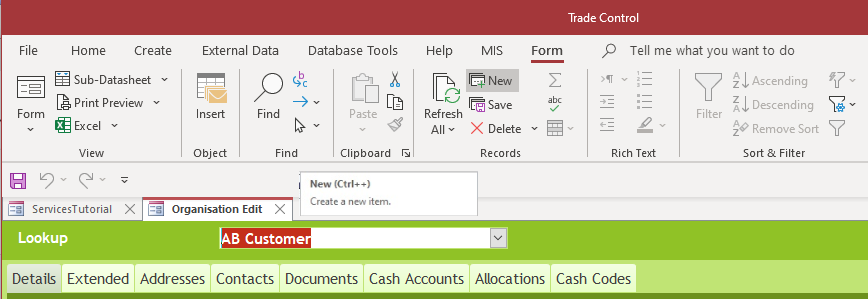 Trade Control
File Home Create External Data Database Tools Help MIS Form Tell me what you want to do
Sub-Datasheet New Ascending
Print Preview Save Descending
Excel Delete Remove Sort
Form Insert Find Paste Refresh All Filter
View Object Find Clipboard Records Rich Text Sort & Filter
New (Ctrl++)
Create a new item.
ServicesTutorial Organisation Edit
Lookup AB Customer
Details Extended Addresses Contacts Documents Cash Accounts Allocations Cash Codes